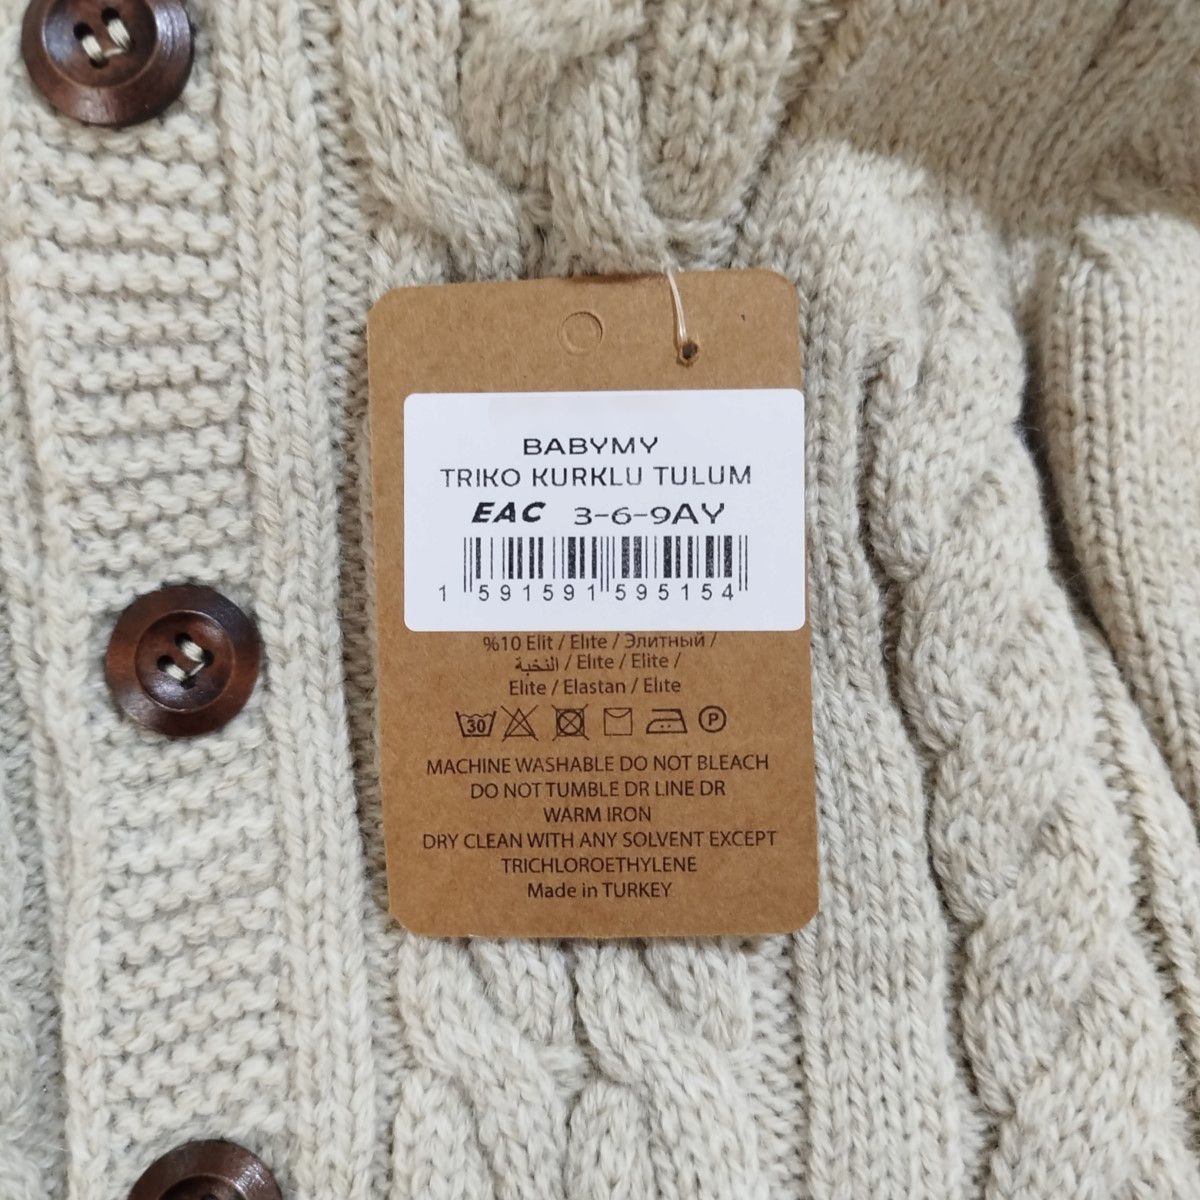 BABYMY
TRIKO KURKLU TULUM
EAC 3-6-9AY
1 591591 595154
%10 Elit / Elite / Элитный /
النخبة / Elite / Elite /
Elite / Elastan / Elite
30 P
MACHINE WASHABLE DO NOT BLEACH
DO NOT TUMBLE DR LINE DR
WARM IRON
DRY CLEAN WITH ANY SOLVENT EXCEPT
TRICHLOROETHYLENE
Made in TURKEY